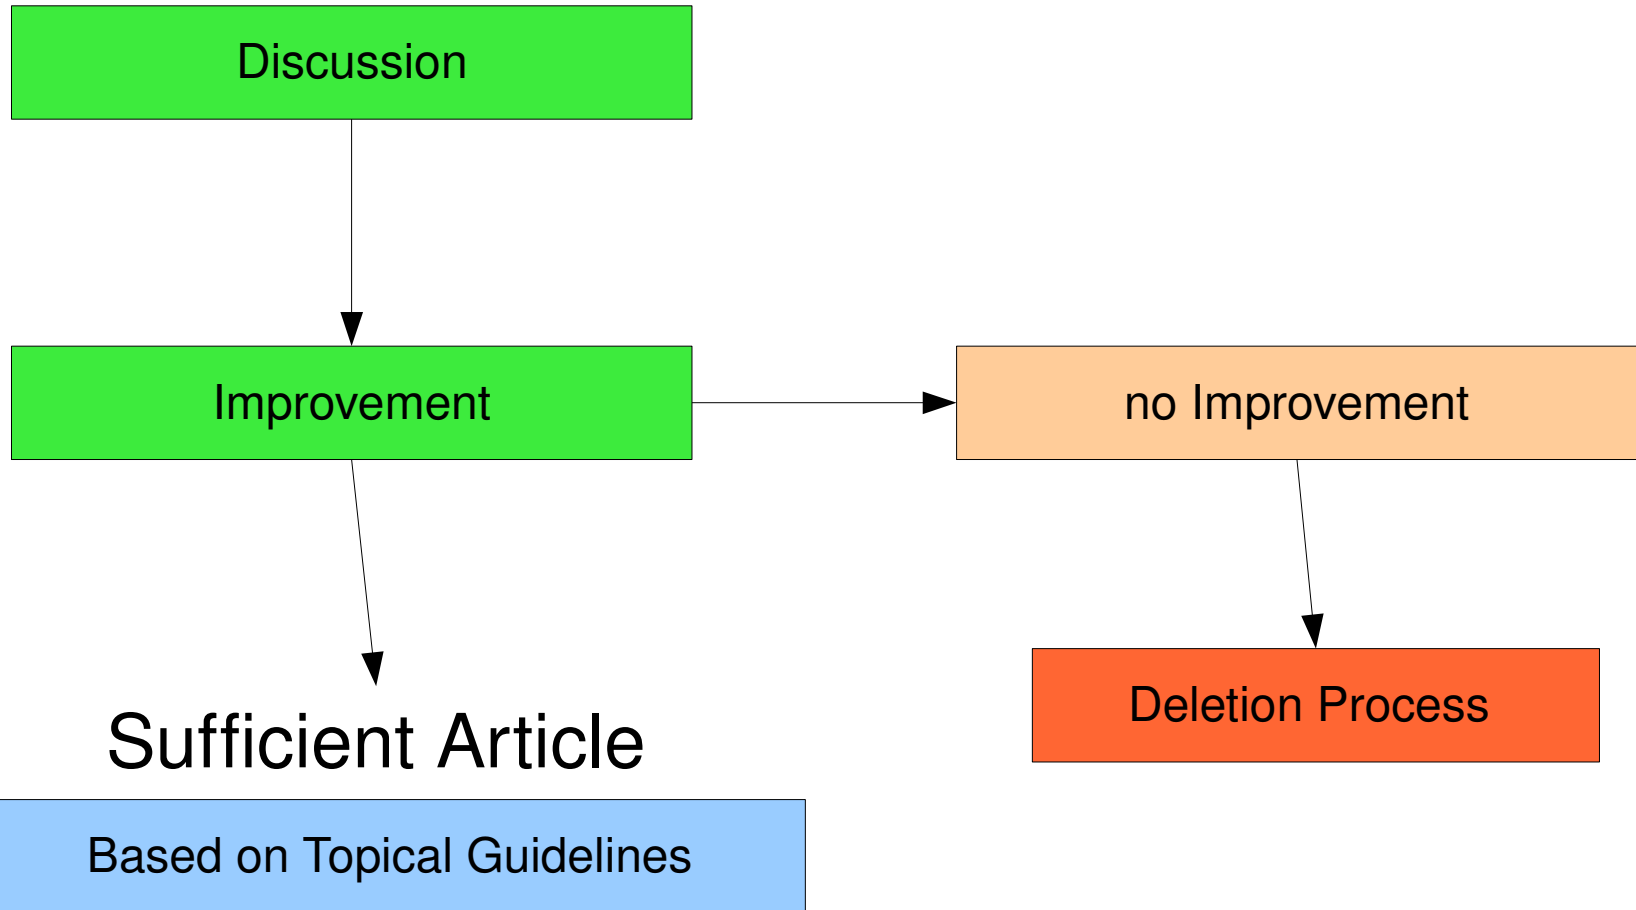 Discussion
Improvement
no Improvement
Deletion Process
Sufficient Article
Based on Topical Guidelines